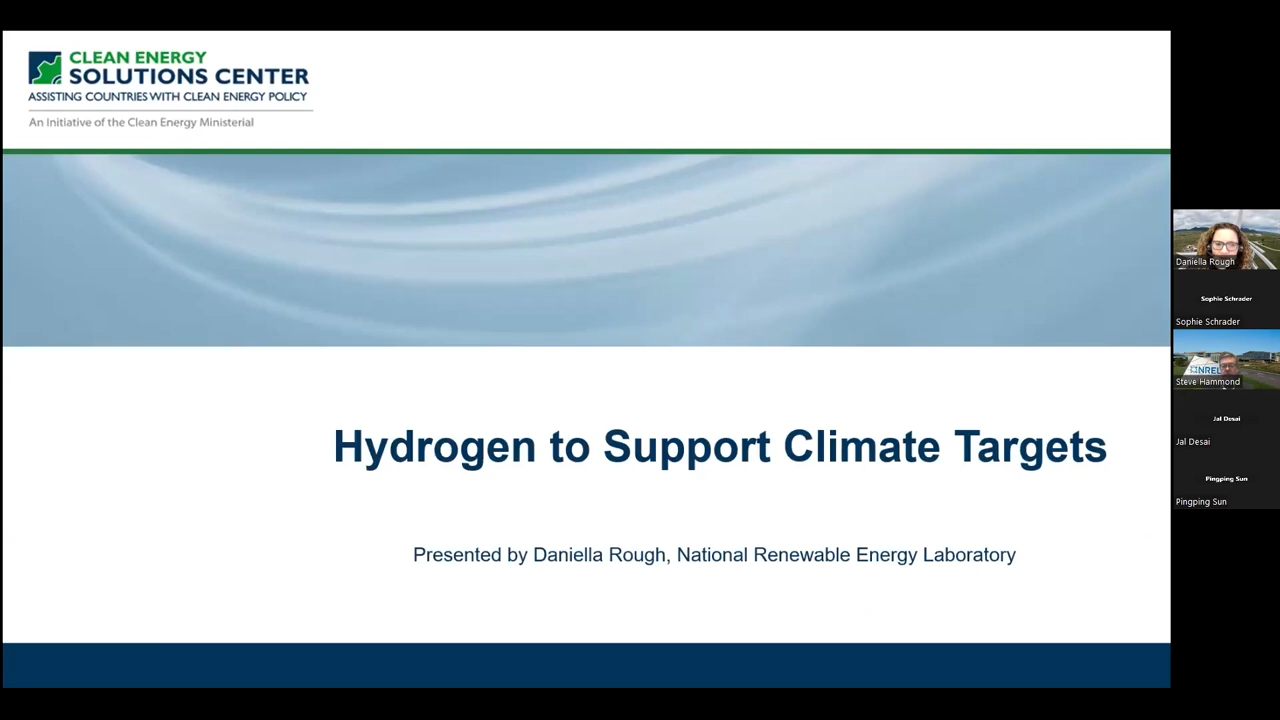 CLEAN ENERGY
SOLUTIONS CENTER
ASSISTING COUNTRIES WITH CLEAN ENERGY POLICY
An Initiative of the Clean Energy Ministerial
Hydrogen to Support Climate Targets
Presented by Daniella Rough, National Renewable Energy Laboratory
Daniella Rough
Sophie Schrader
Sophie Schrader
NREL
Steve Hammond
Jal Desai
Jal Desai
Pingping Sun
Pingping Sun